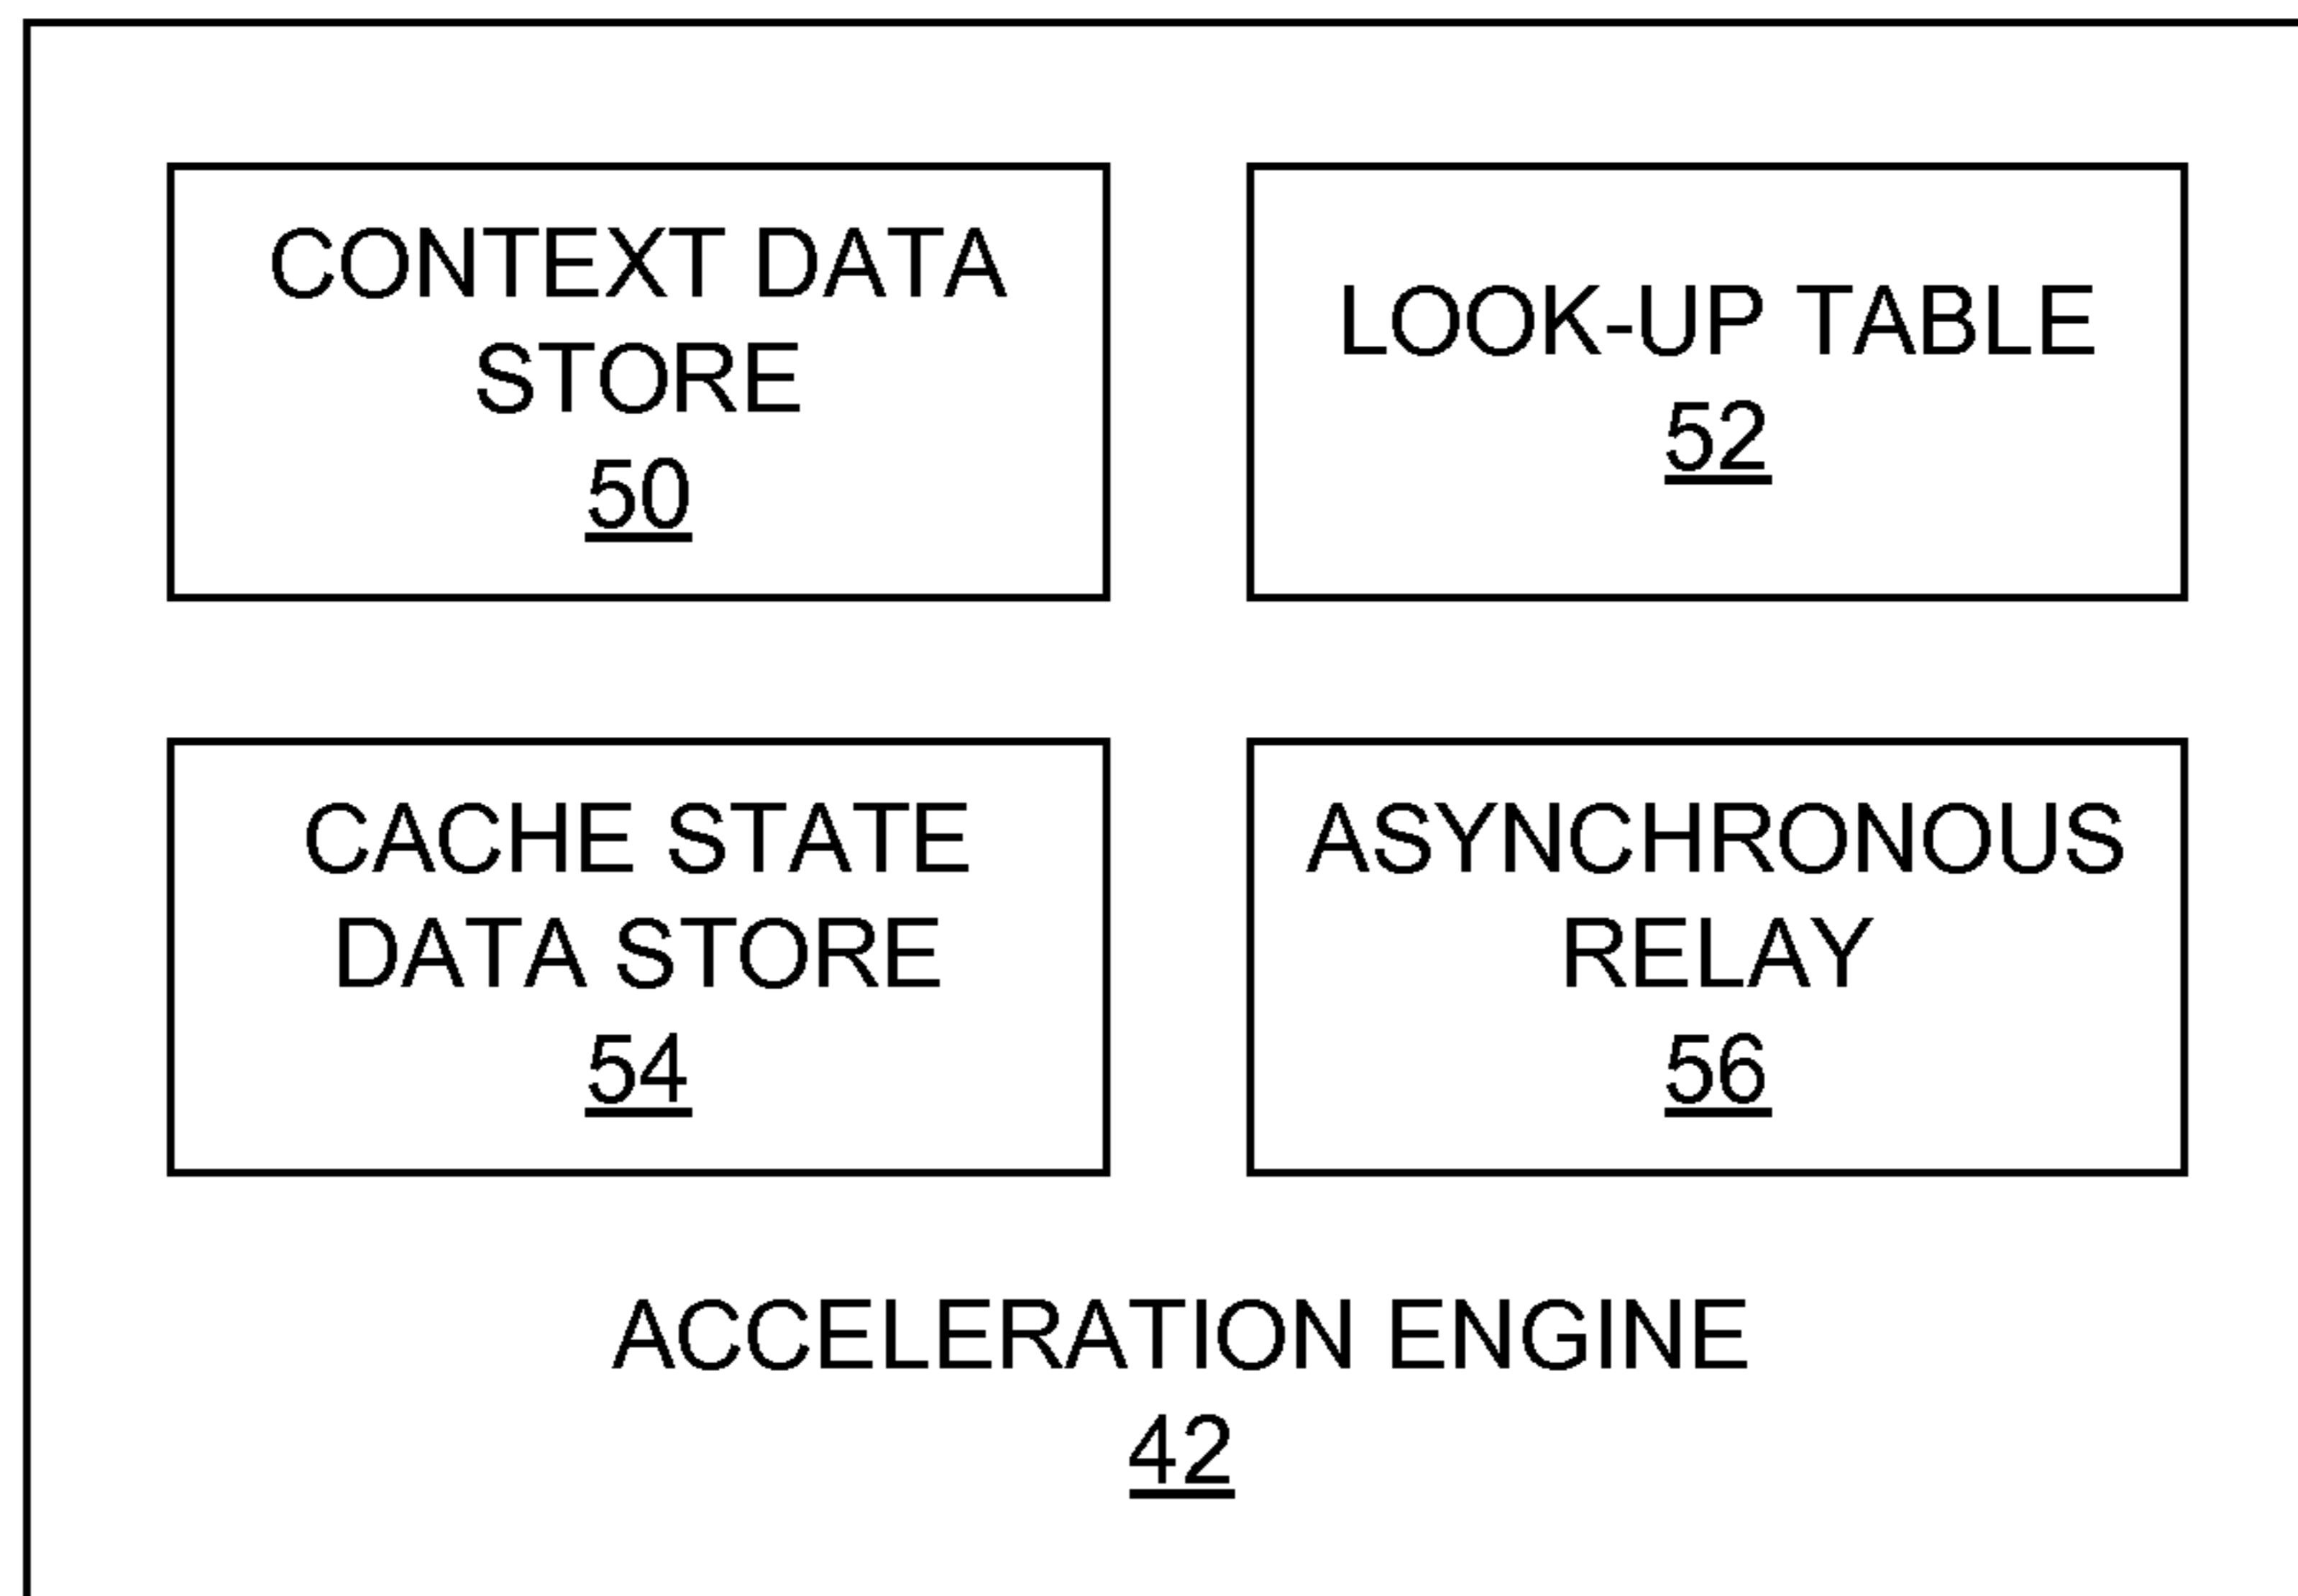 CONTEXT DATA
STORE
50
LOOK-UP TABLE
52
CACHE STATE
DATA STORE
54
ASYNCHRONOUS
RELAY
56
ACCELERATION ENGINE
42